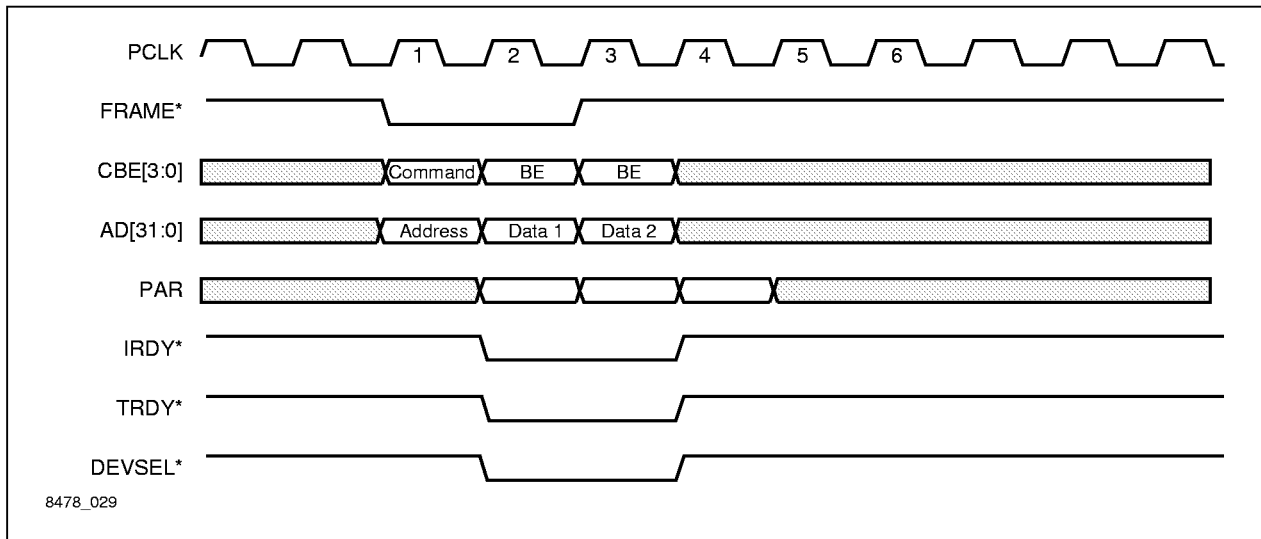 PCLK 1 2 3 4 5 6
FRAME*
CBE[3:0] Command BE BE
AD[31:0] Address Data 1 Data 2
PAR
IRDY*
TRDY*
DEVSEL*
8478_029